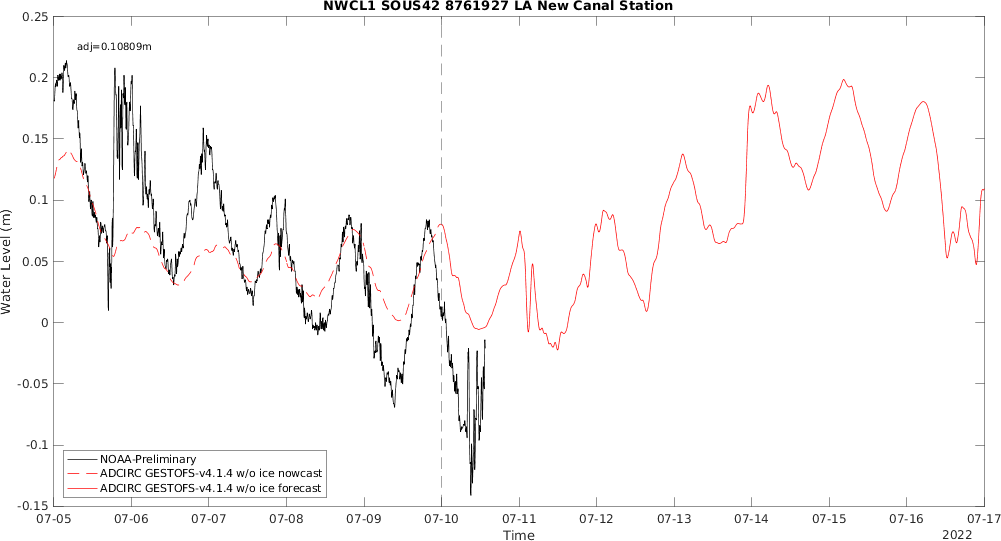 NWCL1 SOUS42 8761927 LA New Canal Station
adj=0.10809m
0.25
0.2
0.15
0.1
0.05
0
-0.05
-0.1
-0.15
Water Level (m)
NOAA-Preliminary
ADCIRC GESTOFS-v4.1.4 w/o ice nowcast
ADCIRC GESTOFS-v4.1.4 w/o ice forecast
07-05 07-06 07-07 07-08 07-09 07-10 07-11 07-12 07-13 07-14 07-15 07-16 07-17
Time
2022